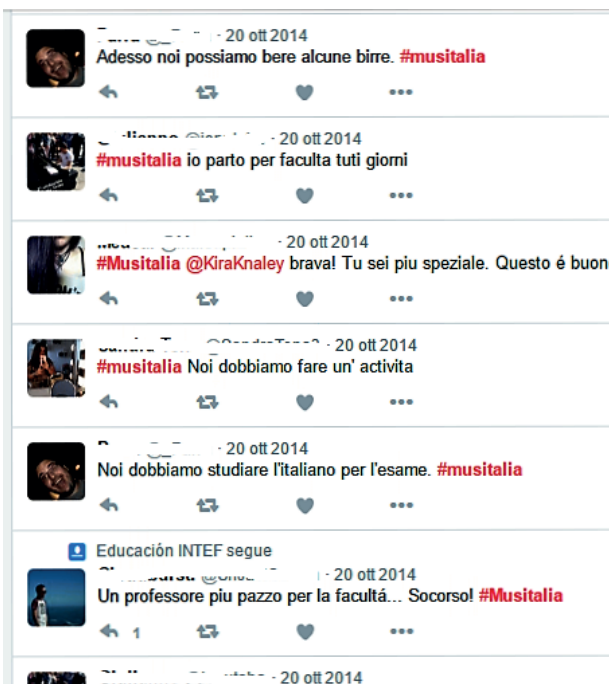 · 20 ott 2014
Adesso noi possiamo bere alcune birre. #musitalia
· 20 ott 2014
#musitalia io parto per faculta tuti giorni
· 20 ott 2014
#Musitalia @KiraKnaley brava! Tu sei piu speziale. Questo é buon
· 20 ott 2014
#musitalia Noi dobbiamo fare un' activita
· 20 ott 2014
Noi dobbiamo studiare l'italiano per l'esame. #musitalia
Educación INTEF segue
· 20 ott 2014
Un professore piu pazzo per la facultá... Socorso! #Musitalia
1
· 20 ott 2014